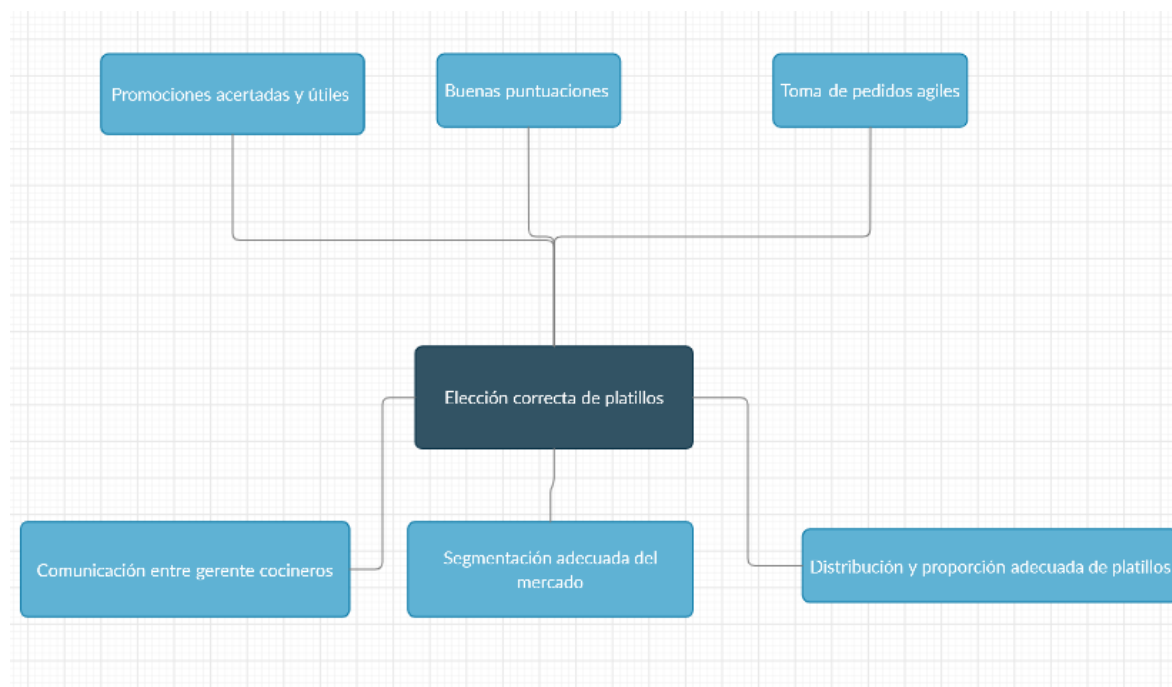 Promociones acertadas y útiles
Buenas puntuaciones
Toma de pedidos agiles
Elección correcta de platillos
Comunicación entre gerente cocineros
Segmentación adecuada del
mercado
Distribución y proporción adecuada de platillos